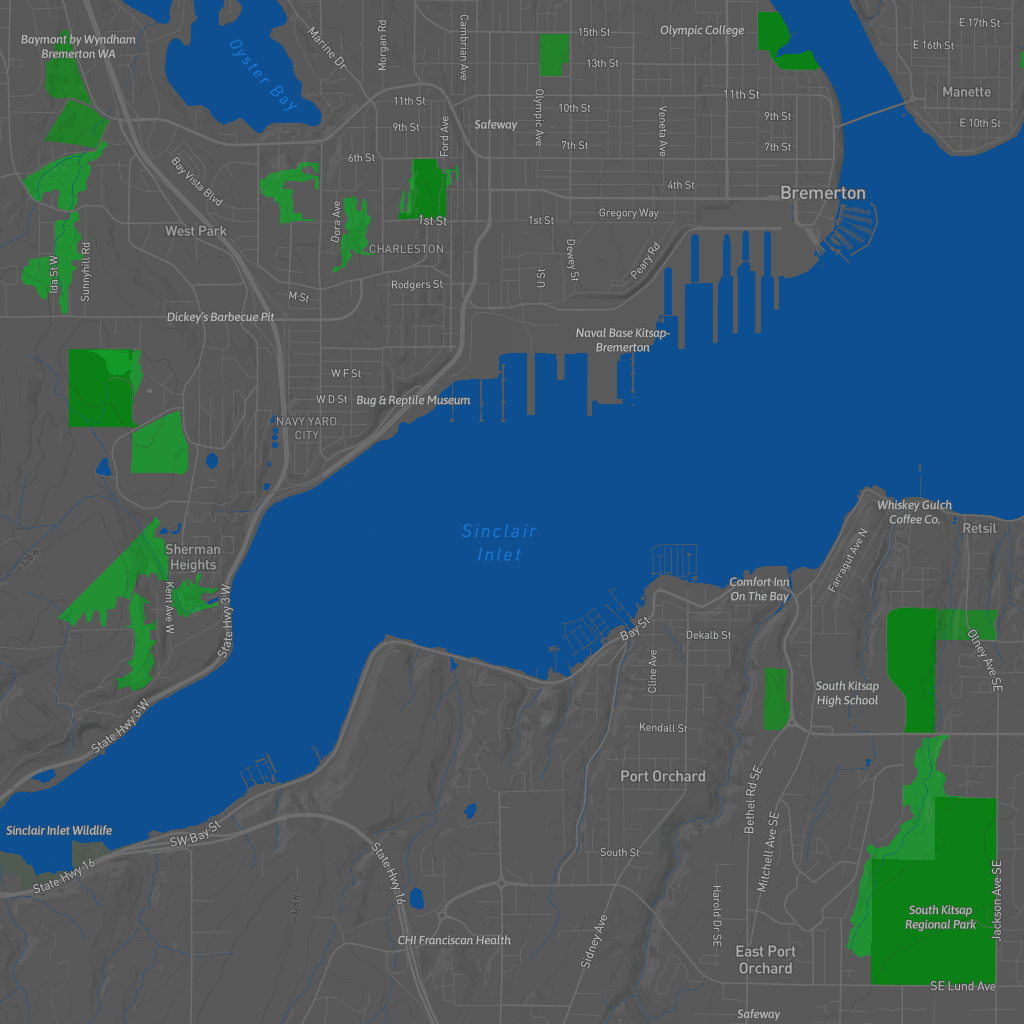 E 17th St
15th St
Olympic College
Cambrian Ave
Morgan Rd
Marine Dr
Baymont by Wyndham
Bremerton WA
E 16th St
Oyster Bay
13th St
Manette
11th St
11th St
10th St
Olympic Ave
Veneta Ave
9th St
E 10th St
9th St
Ford Ave
Safeway
7th St
7th St
6th St
Bay Vista Blvd
4th St
Bremerton
Gregory Way
1st St
1st St
Dora Ave
West Park
CHARLESTON
Sunnyhill Rd
Ida St W
Dewey St
Peary Rd
U St
Rodgers St
M St
Dickey's Barbecue Pit
Naval Base Kitsap-
Bremerton
W F St
W D St
Bug & Reptile Museum
NAVY YARD
CITY
Sinclair
Inlet
Whiskey Gulch
Coffee Co.
Retsil
320 ft
Sherman
Heights
Farragut Ave N
Comfort Inn
On The Bay
Kent Ave W
State Hwy 3 W
Bay St
Dekalb St
Olney Ave SE
Cline Ave
South Kitsap
High School
State Hwy 3 W
Kendall St
Port Orchard
Bethel Rd SE
Sinclair Inlet Wildlife
SW Bay St
Mitchell Ave SE
State Hwy 16
State Hwy 16
South St
Jackson Ave SE
Harold Dr SE
South Kitsap
Regional Park
CHI Franciscan Health
Sidney Ave
East Port
Orchard
SE Lund Ave
Safeway